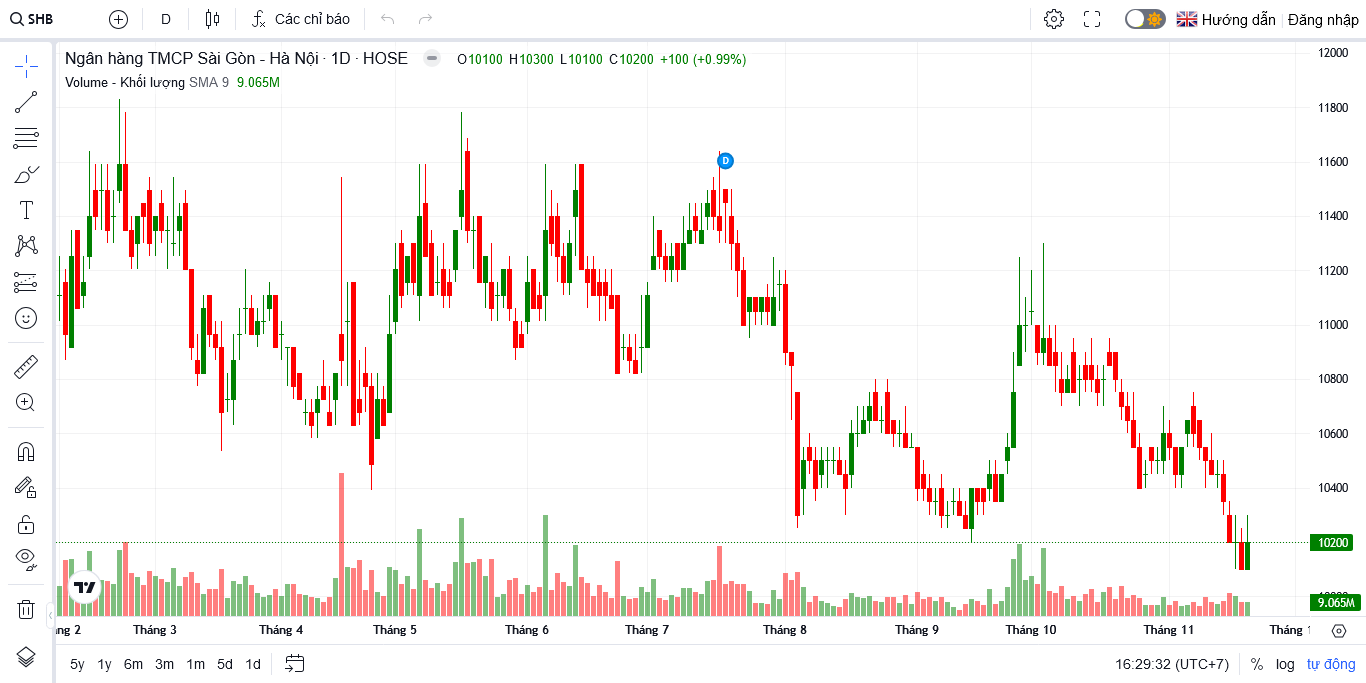 SHB
D
Các chỉ báo
Hướng dẫn
Đăng nhập
Ngân hàng TMCP Sài Gòn - Hà Nội · 1D · HOSE
O10100 H10300 L10100 C10200 +100 (+0.99%)
Volume - Khối lượng SMA 9 9.065M
D
12000
11800
11600
11400
11200
11000
10800
10600
10400
10200
9.065M
Tháng 3
Tháng 4
Tháng 5
Tháng 6
Tháng 7
Tháng 8
Tháng 9
Tháng 10
Tháng 11
5y 1y 6m 3m 1m 5d 1d
16:29:32 (UTC+7)
% log tự động